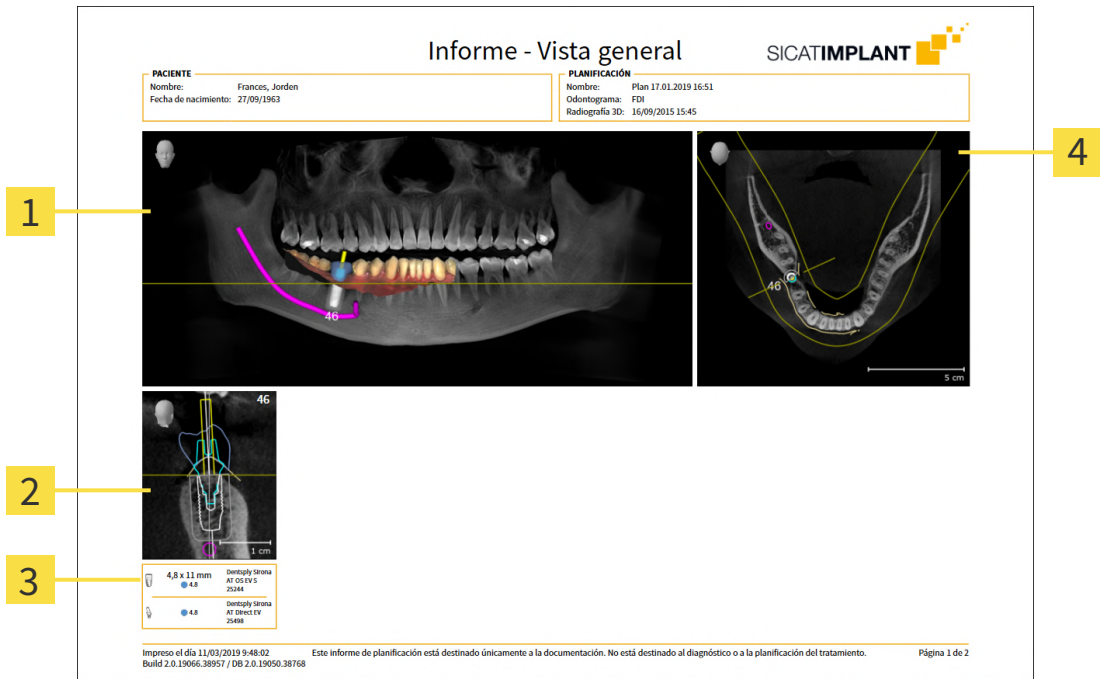 Informe - Vista general
SICATIMPLANT
PACIENTE
Nombre: Frances, Jorden
Fecha de nacimiento: 27/09/1963
PLANIFICACIÓN
Nombre: Plan 17.01.2019 16:51
Odontograma: FDI
Radiografía 3D: 16/09/2015 15:45
1
46
4
46
5 cm
2
46
1 cm
3
4,8 x 11 mm
4.8
Dentsply Sirona
AT OS EV S
25244
4.8
Dentsply Sirona
AT Direct EV
25498
Impreso el día 11/03/2019 9:48:02
Build 2.0.19066.38957 / DB 2.0.19050.38768
Este informe de planificación está destinado únicamente a la documentación. No está destinado al diagnóstico o a la planificación del tratamiento.
Página 1 de 2